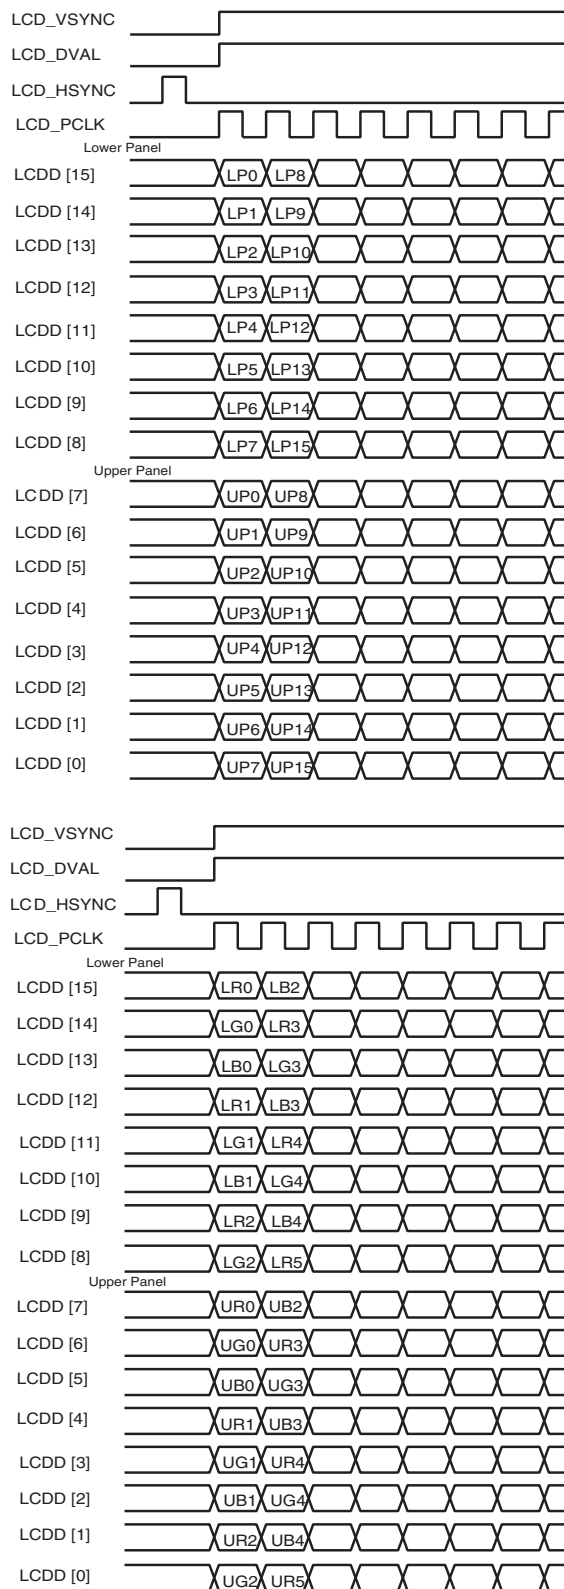 LCD_VSYNC
LCD_DVAL
LCD_HSYNC
LCD_PCLK
Lower Panel
LCDD [15] LP0 LP8
LCDD [14] LP1 LP9
LCDD [13] LP2 LP10
LCDD [12] LP3 LP11
LCDD [11] LP4 LP12
LCDD [10] LP5 LP13
LCDD [9] LP6 LP14
LCDD [8] LP7 LP15
Upper Panel
LCDD [7] UP0 UP8
LCDD [6] UP1 UP9
LCDD [5] UP2 UP10
LCDD [4] UP3 UP11
LCDD [3] UP4 UP12
LCDD [2] UP5 UP13
LCDD [1] UP6 UP14
LCDD [0] UP7 UP15
LCD_VSYNC
LCD_DVAL
LCD_HSYNC
LCD_PCLK
Lower Panel
LCDD [15] LR0 LB2
LCDD [14] LG0 LR3
LCDD [13] LB0 LG3
LCDD [12] LR1 LB3
LCDD [11] LG1 LR4
LCDD [10] LB1 LG4
LCDD [9] LR2 LB4
LCDD [8] LG2 LR5
Upper Panel
LCDD [7] UR0 UB2
LCDD [6] UG0 UR3
LCDD [5] UB0 UG3
LCDD [4] UR1 UB3
LCDD [3] UG1 UR4
LCDD [2] UB1 UG4
LCDD [1] UR2 UB4
LCDD [0] UG2 UR5